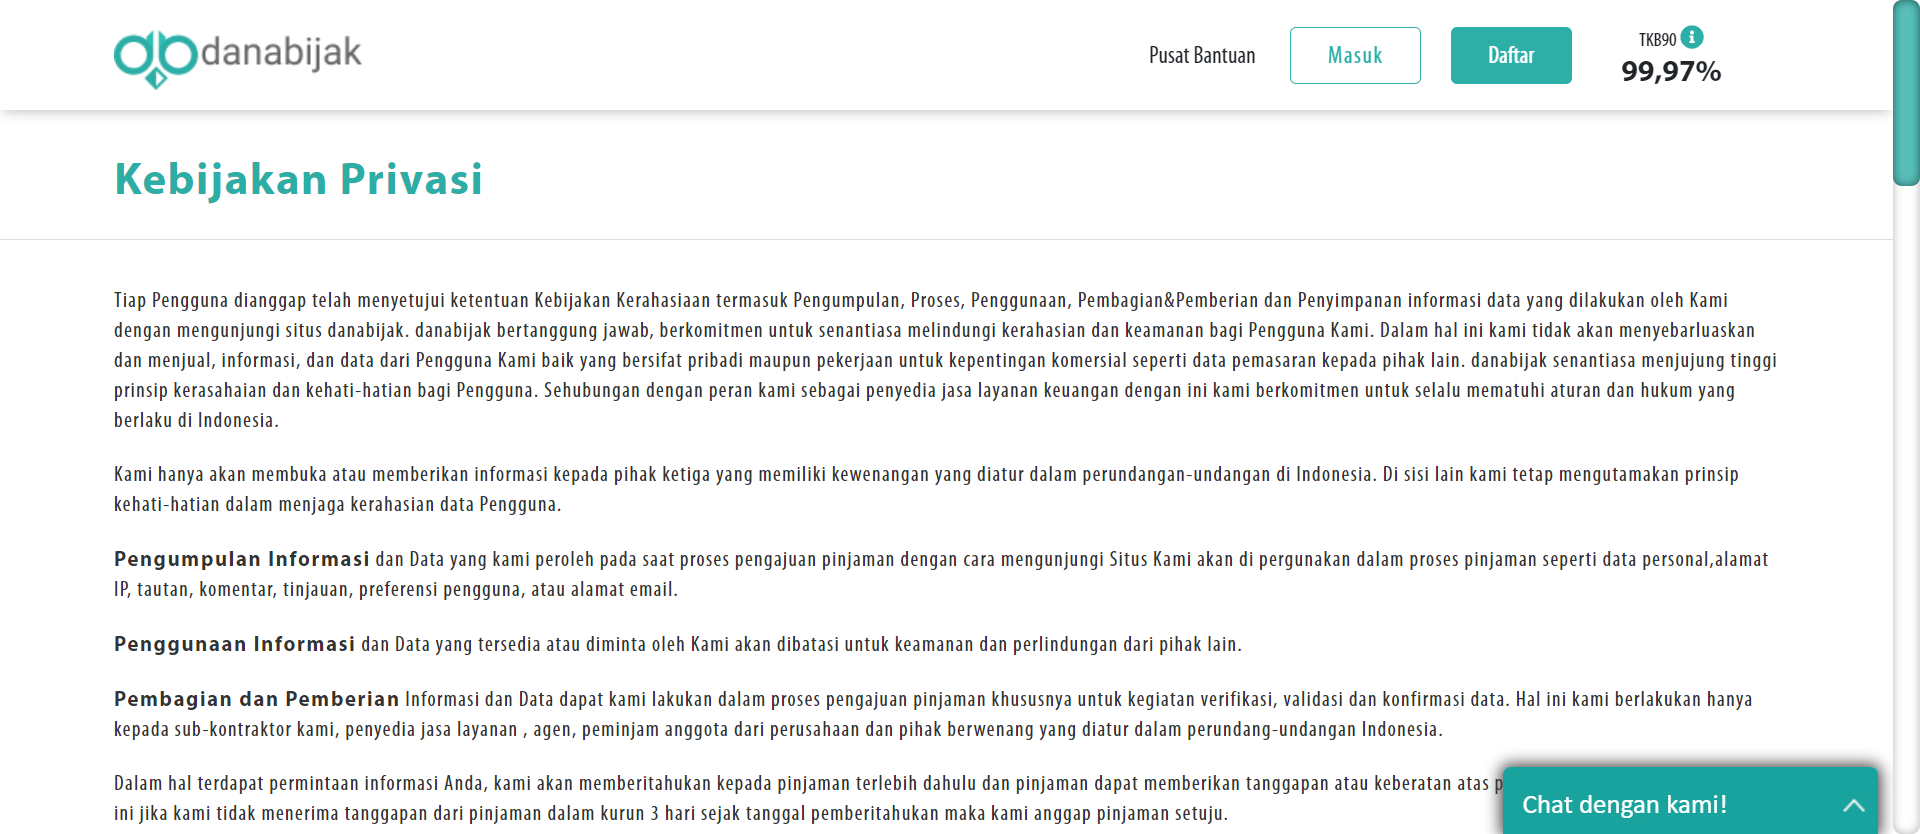 danabijak
Pusat Bantuan
Masuk
Daftar
TKB90
99,97%
Kebijakan Privasi
Tiap Pengguna dianggap telah menyetujui ketentuan Kebijakan Kerahasiaan termasuk Pengumpulan, Proses, Penggunaan, Pembagian&Pemberian dan Penyimpanan informasi data yang dilakukan oleh Kami
dengan mengunjungi situs danabijak. danabijak bertanggung jawab, berkomitmen untuk senantiasa melindungi kerahasian dan keamanan bagi Pengguna Kami. Dalam hal ini kami tidak akan menyebarluaskan
dan menjual, informasi, dan data dari Pengguna Kami baik yang bersifat pribadi maupun pekerjaan untuk kepentingan komersial seperti data pemasaran kepada pihak lain. danabijak senantiasa menjujung tinggi
prinsip kerasahaian dan kehati-hatian bagi Pengguna. Sehubungan dengan peran kami sebagai penyedia jasa layanan keuangan dengan ini kami berkomitmen untuk selalu mematuhi aturan dan hukum yang
berlaku di Indonesia.
Kami hanya akan membuka atau memberikan informasi kepada pihak ketiga yang memiliki kewenangan yang diatur dalam perundangan-undangan di Indonesia. Di sisi lain kami tetap mengutamakan prinsip
kehati-hatian dalam menjaga kerahasian data Pengguna.
Pengumpulan Informasi dan Data yang kami peroleh pada saat proses pengajuan pinjaman dengan cara mengunjungi Situs Kami akan di pergunakan dalam proses pinjaman seperti data personal,alamat
IP, tautan, komentar, tinjauan, preferensi pengguna, atau alamat email.
Penggunaan Informasi dan Data yang tersedia atau diminta oleh Kami akan dibatasi untuk keamanan dan perlindungan dari pihak lain.
Pembagian dan Pemberian Informasi dan Data dapat kami lakukan dalam proses pengajuan pinjaman khususnya untuk kegiatan verifikasi, validasi dan konfirmasi data. Hal ini kami berlakukan hanya
kepada sub-kontraktor kami, penyedia jasa layanan , agen, peminjam anggota dari perusahaan dan pihak berwenang yang diatur dalam perundang-undangan Indonesia.
Dalam hal terdapat permintaan informasi Anda, kami akan memberitahukan kepada pinjaman terlebih dahulu dan pinjaman dapat memberikan tanggapan atau keberatan atas
ini jika kami tidak menerima tanggapan dari pinjaman dalam kurun 3 hari sejak tanggal pemberitahukan maka kami anggap pinjaman setuju.
Chat dengan kami!